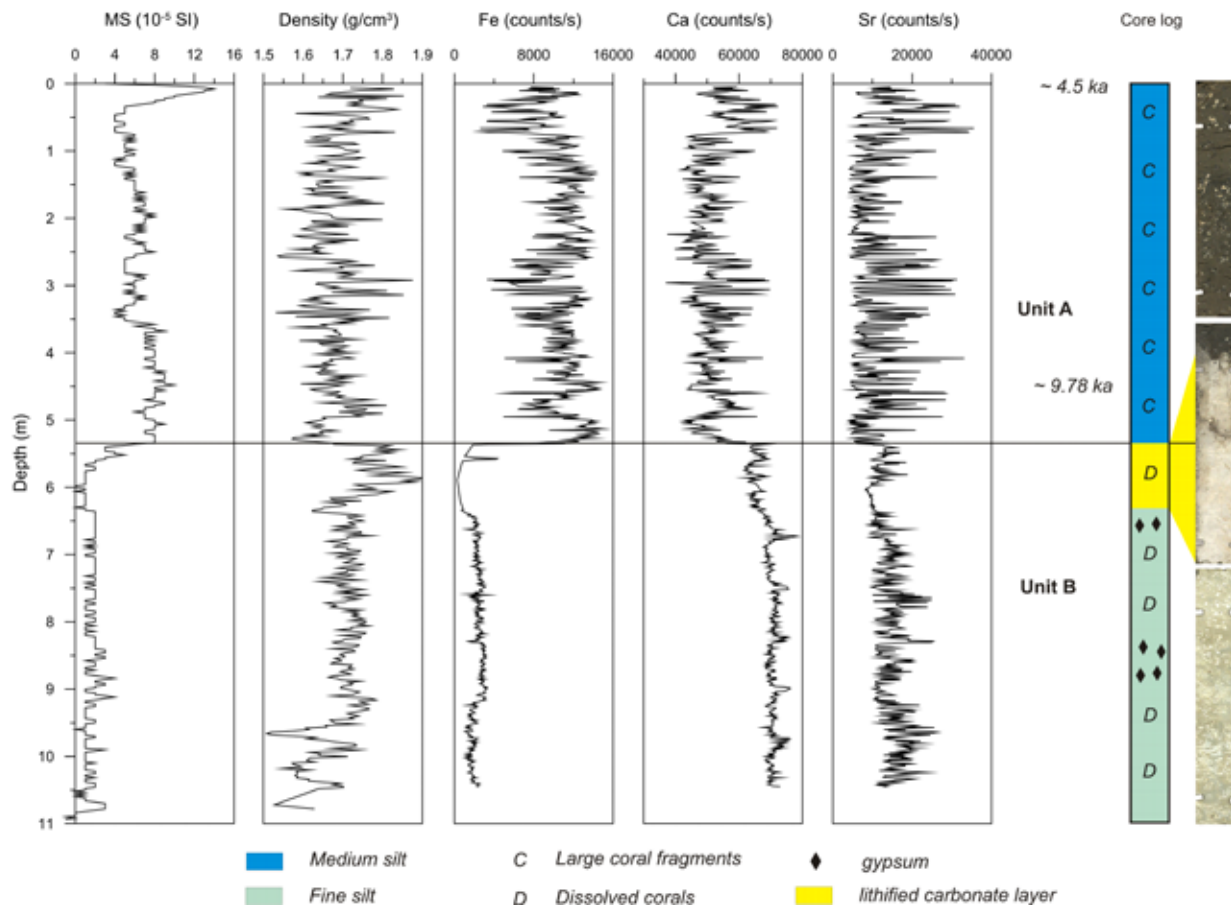 MS (10⁻⁵ SI) Density (g/cm³) Fe (counts/s) Ca (counts/s) Sr (counts/s) Core log
0 4 8 12 16 1.5 1.6 1.7 1.8 1.9 0 8000 16000 40000 60000 80000 0 20000 40000
0
1
2
3
4
5
6
7
8
9
10
11
Depth (m)
~ 4.5 ka
Unit A
~ 9.78 ka
Unit B
C
C
C
C
C
C
D
D
D
D
D
Medium silt C Large coral fragments gypsum
Fine silt D Dissolved corals lithified carbonate layer